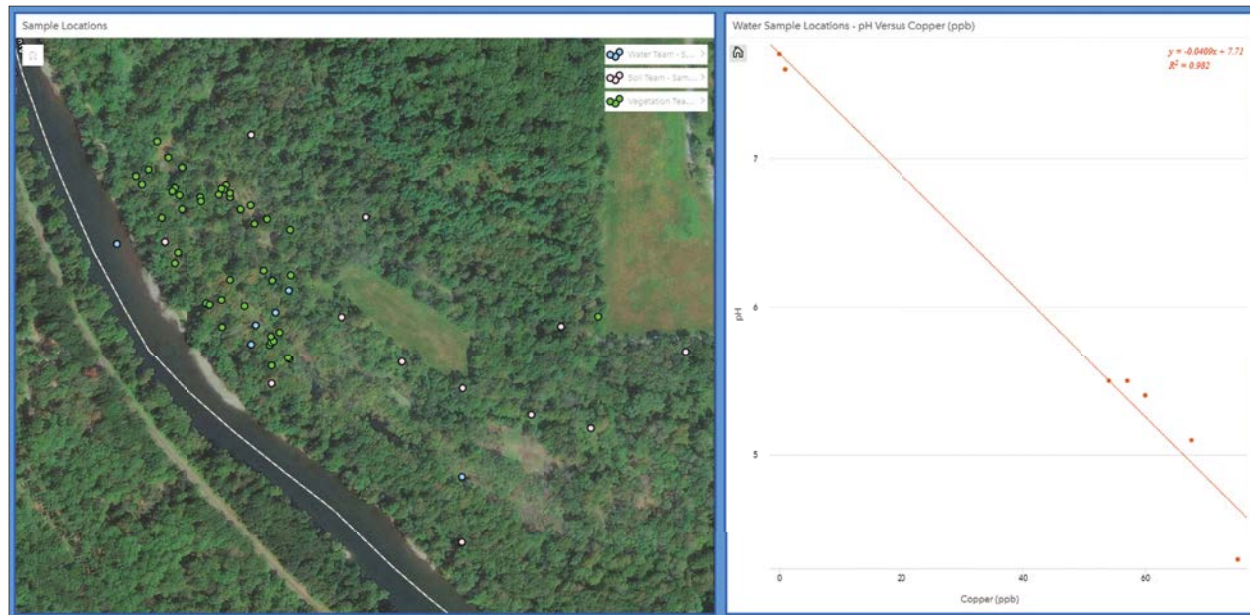 Sample Locations
Water Team - S...
Soil Team - Sam...
Vegetation Tea...
Water Sample Locations - pH Versus Copper (ppb)
y = -0.0409x + 7.71
R² = 0.982
7
6
5
pH
0
20
40
60
Copper (ppb)